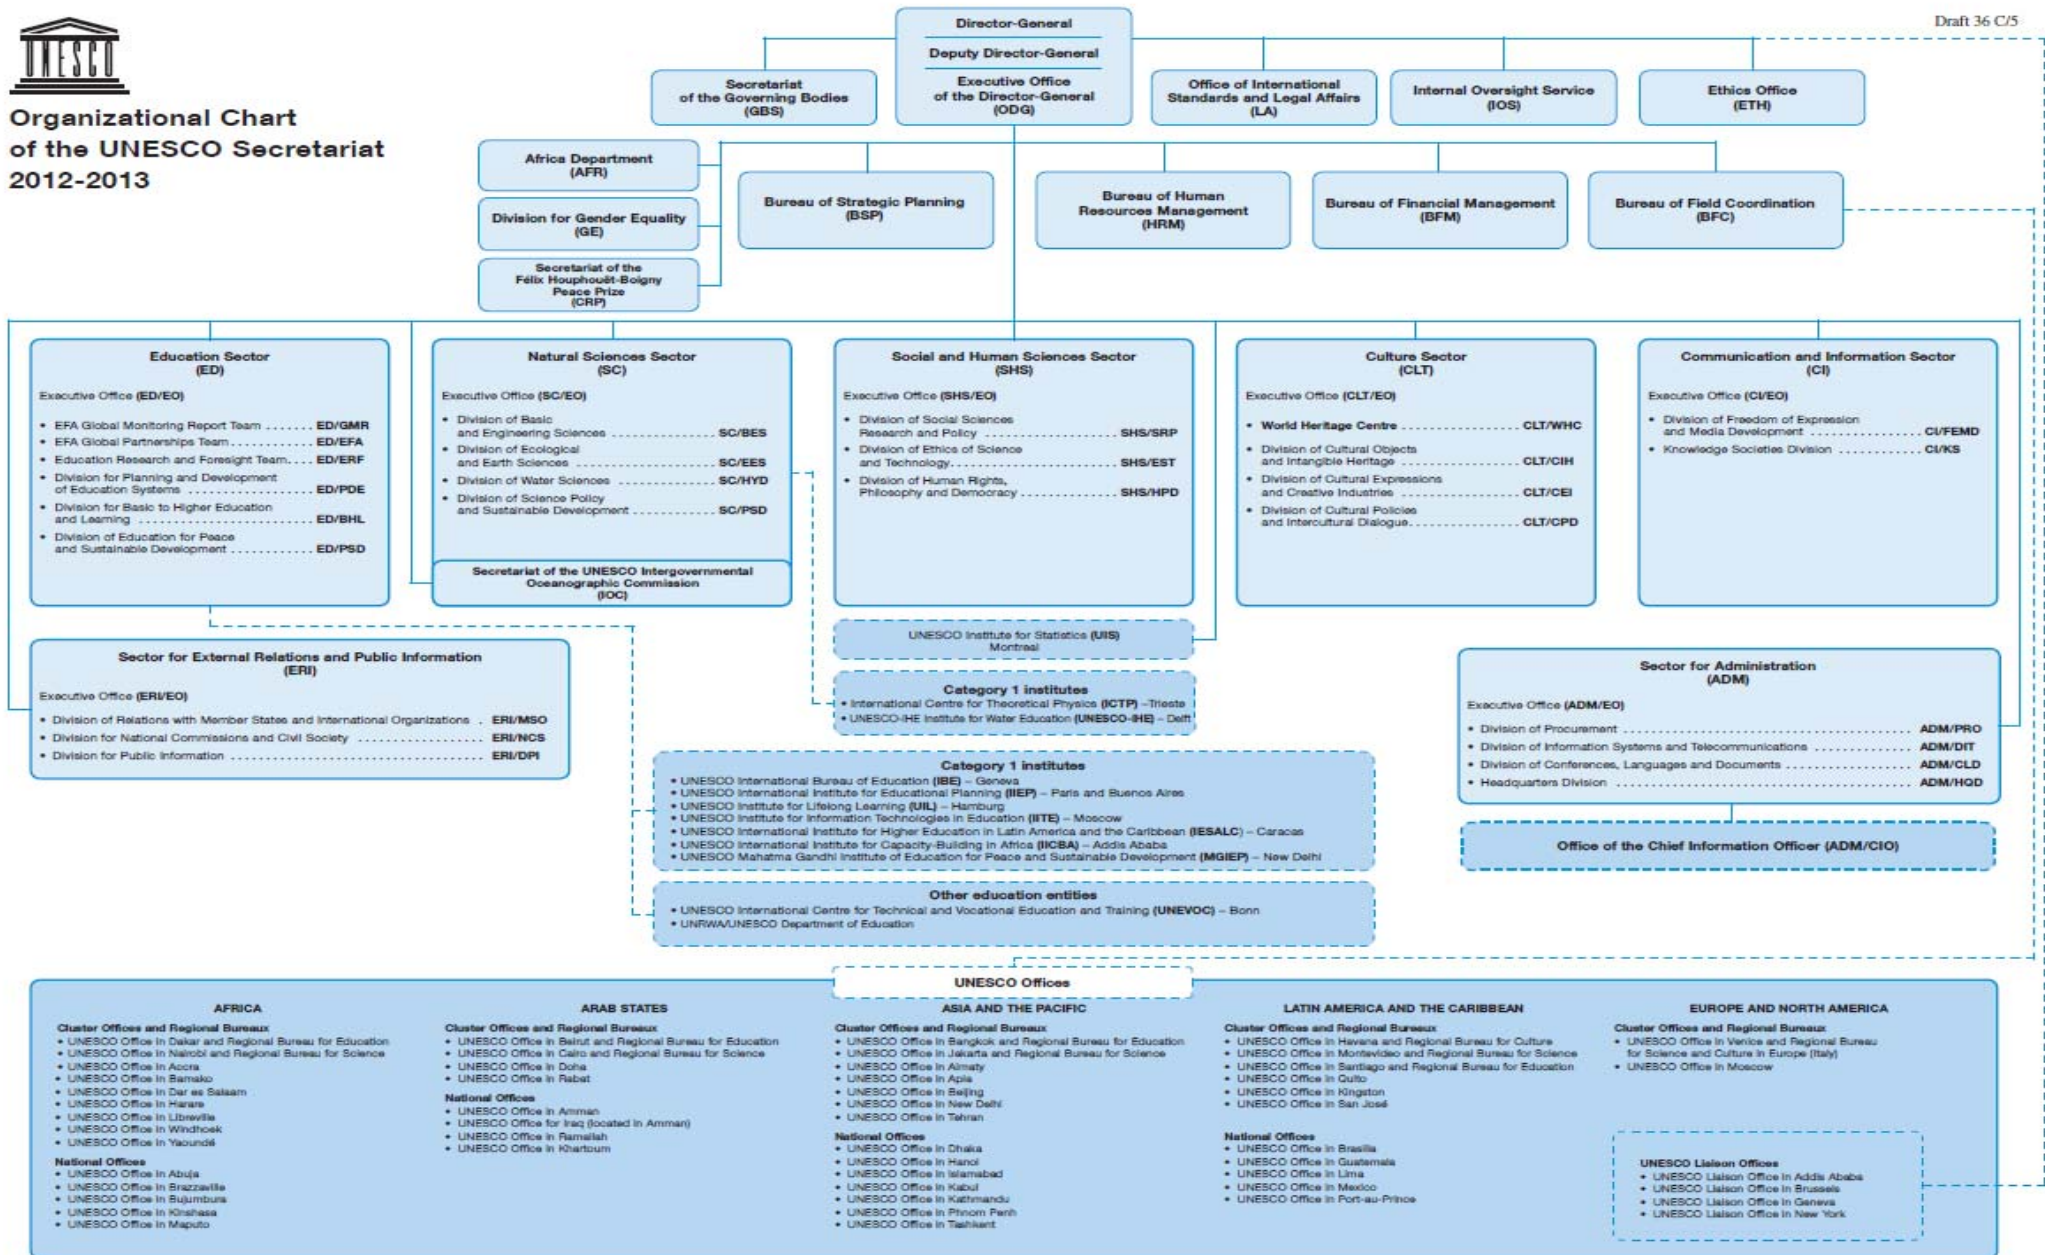 UNESCO
Organizational Chart
of the UNESCO Secretariat
2012-2013
Draft 36 C/5
Director-General
Deputy Director-General
Executive Office
of the Director-General
(ODG)
Secretariat
of the Governing Bodies
(GBS)
Office of International
Standards and Legal Affairs
(LA)
Internal Oversight Service
(IOS)
Ethics Office
(ETH)
Africa Department
(AFR)
Division for Gender Equality
(GE)
Secretariat of the
Félix Houphouët-Boigny
Peace Prize
(CRP)
Bureau of Strategic Planning
(BSP)
Bureau of Human
Resources Management
(HRM)
Bureau of Financial Management
(BFM)
Bureau of Field Coordination
(BFC)
Education Sector
(ED)
Executive Office (ED/EO)
• EFA Global Monitoring Report Team ....... ED/GMR
• EFA Global Partnerships Team ............ ED/EFA
• Education Research and Foresight Team.... ED/ERF
• Division for Planning and Development
of Education Systems .................. ED/PDE
• Division for Basic to Higher Education
and Learning ......................... ED/BHL
• Division of Education for Peace
and Sustainable Development ............ ED/PSD
Natural Sciences Sector
(SC)
Executive Office (SC/EO)
• Division of Basic
and Engineering Sciences ............... SC/BES
• Division of Ecological
and Earth Sciences .................... SC/EES
• Division of Water Sciences ............... SC/HYD
• Division of Science Policy
and Sustainable Development ............ SC/PSD
Secretariat of the UNESCO Intergovernmental
Oceanographic Commission
(IOC)
Social and Human Sciences Sector
(SHS)
Executive Office (SHS/EO)
• Division of Social Sciences
Research and Policy ................... SHS/SRP
• Division of Ethics of Science
and Technology....................... SHS/EST
• Division of Human Rights,
Philosophy and Democracy .............. SHS/HPD
Culture Sector
(CLT)
Executive Office (CLT/EO)
• World Heritage Centre ................. CLT/WHC
• Division of Cultural Objects
and Intangible Heritage ................ CLT/CIH
• Division of Cultural Expressions
and Creative Industries ................ CLT/CEI
• Division of Cultural Policies
and Intercultural Dialogue............... CLT/CPD
Communication and Information Sector
(CI)
Executive Office (CI/EO)
• Division of Freedom of Expression
and Media Development ............... CI/FEMD
• Knowledge Societies Division ............ CI/KS
Sector for External Relations and Public Information
(ERI)
Executive Office (ERI/EO)
• Division of Relations with Member States and International Organizations . ERI/MSO
• Division for National Commissions and Civil Society .................. ERI/NCS
• Division for Public Information .................................... ERI/DPI
UNESCO Institute for Statistics (UIS)
Montreal
Category 1 institutes
• International Centre for Theoretical Physics (ICTP) –Trieste
• UNESCO-IHE Institute for Water Education (UNESCO-IHE) – Delft
Sector for Administration
(ADM)
Executive Office (ADM/EO)
• Division of Procurement ......................................... ADM/PRO
• Division of Information Systems and Telecommunications .............. ADM/DIT
• Division of Conferences, Languages and Documents .................. ADM/CLD
• Headquarters Division .......................................... ADM/HQD
Office of the Chief Information Officer (ADM/CIO)
Category 1 institutes
• UNESCO International Bureau of Education (IBE) – Geneva
• UNESCO International Institute for Educational Planning (IIEP) – Paris and Buenos Aires
• UNESCO Institute for Lifelong Learning (UIL) – Hamburg
• UNESCO Institute for Information Technologies in Education (IITE) – Moscow
• UNESCO International Institute for Higher Education in Latin America and the Caribbean (IESALC) – Caracas
• UNESCO International Institute for Capacity-Building in Africa (IICBA) – Addis Ababa
• UNESCO Mahatma Gandhi Institute of Education for Peace and Sustainable Development (MGIEP) – New Delhi
Other education entities
• UNESCO International Centre for Technical and Vocational Education and Training (UNEVOC) – Bonn
• UNRWA/UNESCO Department of Education
UNESCO Offices
AFRICA
Cluster Offices and Regional Bureaux
• UNESCO Office in Dakar and Regional Bureau for Education
• UNESCO Office in Nairobi and Regional Bureau for Science
• UNESCO Office in Accra
• UNESCO Office in Bamako
• UNESCO Office in Dar es Salaam
• UNESCO Office in Harare
• UNESCO Office in Libreville
• UNESCO Office in Windhoek
• UNESCO Office in Yaoundé
National Offices
• UNESCO Office in Abuja
• UNESCO Office in Brazzaville
• UNESCO Office in Bujumbura
• UNESCO Office in Kinshasa
• UNESCO Office in Maputo
ARAB STATES
Cluster Offices and Regional Bureaux
• UNESCO Office in Beirut and Regional Bureau for Education
• UNESCO Office in Cairo and Regional Bureau for Science
• UNESCO Office in Doha
• UNESCO Office in Rabat
National Offices
• UNESCO Office in Amman
• UNESCO Office for Iraq (located in Amman)
• UNESCO Office in Ramallah
• UNESCO Office in Khartoum
ASIA AND THE PACIFIC
Cluster Offices and Regional Bureaux
• UNESCO Office in Bangkok and Regional Bureau for Education
• UNESCO Office in Jakarta and Regional Bureau for Science
• UNESCO Office in Almaty
• UNESCO Office in Apia
• UNESCO Office in Beijing
• UNESCO Office in New Delhi
• UNESCO Office in Tehran
National Offices
• UNESCO Office in Dhaka
• UNESCO Office in Hanoi
• UNESCO Office in Islamabad
• UNESCO Office in Kabul
• UNESCO Office in Kathmandu
• UNESCO Office in Phnom Penh
• UNESCO Office in Tashkent
LATIN AMERICA AND THE CARIBBEAN
Cluster Offices and Regional Bureaux
• UNESCO Office in Havana and Regional Bureau for Culture
• UNESCO Office in Montevideo and Regional Bureau for Science
• UNESCO Office in Santiago and Regional Bureau for Education
• UNESCO Office in Quito
• UNESCO Office in Kingston
• UNESCO Office in San José
National Offices
• UNESCO Office in Brasilia
• UNESCO Office in Guatemala
• UNESCO Office in Lima
• UNESCO Office in Mexico
• UNESCO Office in Port-au-Prince
EUROPE AND NORTH AMERICA
Cluster Offices and Regional Bureaux
• UNESCO Office in Venice and Regional Bureau
for Science and Culture in Europe (Italy)
• UNESCO Office in Moscow
UNESCO Liaison Offices
• UNESCO Liaison Office in Addis Ababa
• UNESCO Liaison Office in Brussels
• UNESCO Liaison Office in Geneva
• UNESCO Liaison Office in New York